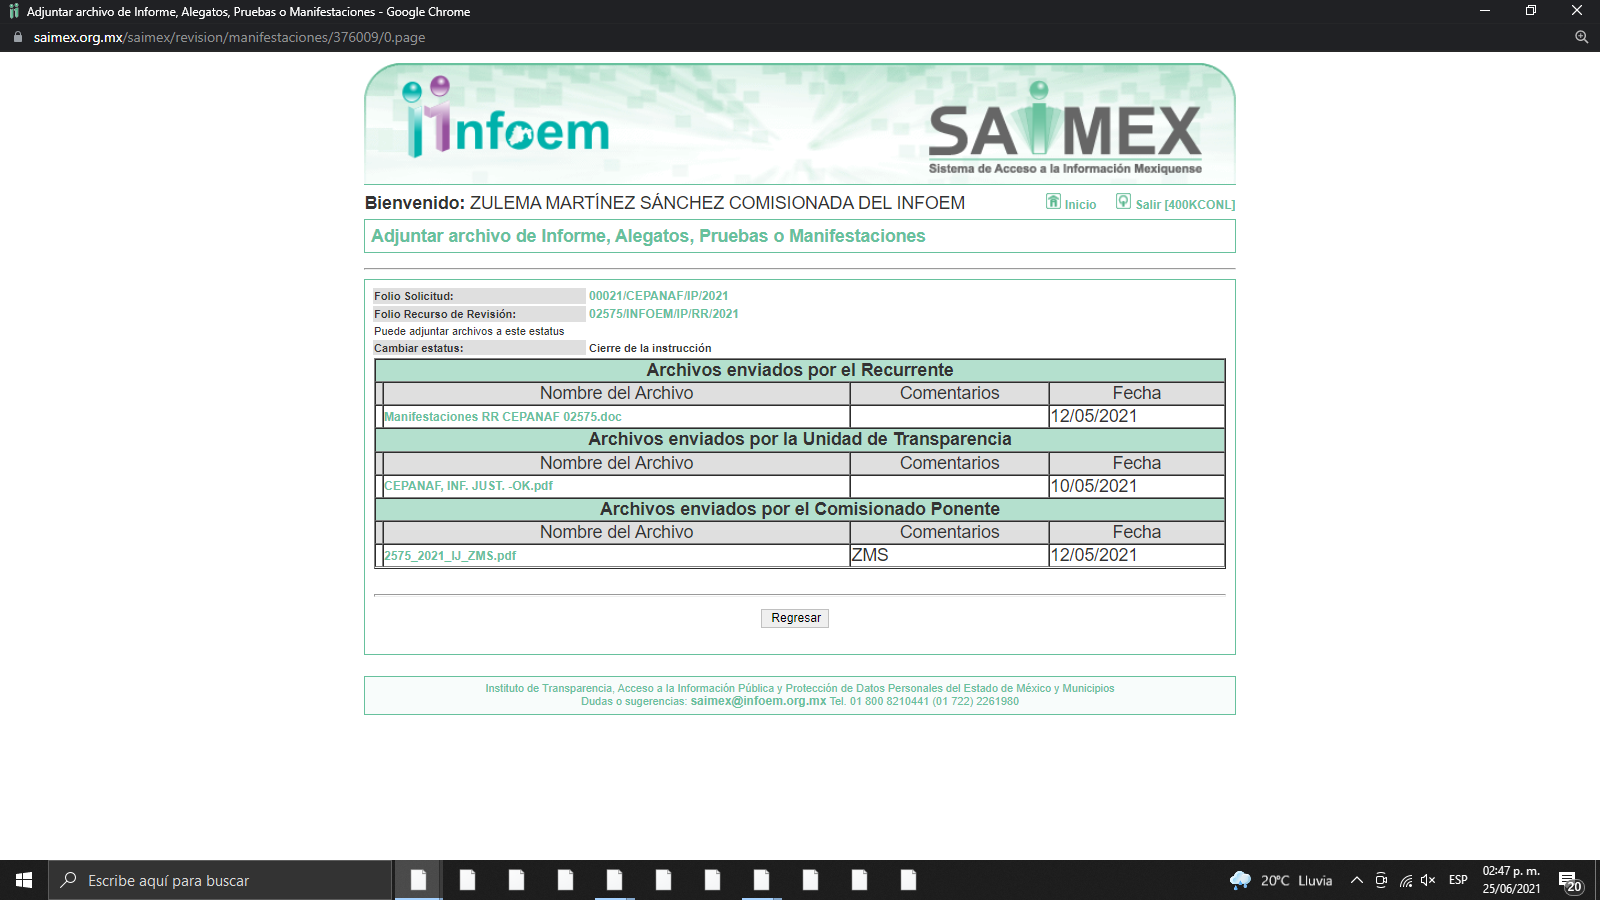 Adjuntar archivo de Informe, Alegatos, Pruebas o Manifestaciones - Google Chrome
saimex.org.mx/saimex/revision/manifestaciones/376009/0.page
infoem
SAIMEX
Sistema de Acceso a la Información Mexiquense
Bienvenido: ZULEMA MARTÍNEZ SÁNCHEZ COMISIONADA DEL INFOEM
Inicio Salir [400KCONL]
Adjuntar archivo de Informe, Alegatos, Pruebas o Manifestaciones
Folio Solicitud: 00021/CEPANAF/IP/2021
Folio Recurso de Revisión: 02575/INFOEM/IP/RR/2021
Puede adjuntar archivos a este estatus
Cambiar estatus: Cierre de la instrucción
Archivos enviados por el Recurrente
Nombre del Archivo Comentarios Fecha
Manifestaciones RR CEPANAF 02575.doc 12/05/2021
Archivos enviados por la Unidad de Transparencia
Nombre del Archivo Comentarios Fecha
CEPANAF, INF. JUST. -OK.pdf 10/05/2021
Archivos enviados por el Comisionado Ponente
Nombre del Archivo Comentarios Fecha
2575_2021_IJ_ZMS.pdf ZMS 12/05/2021
Regresar
Instituto de Transparencia, Acceso a la Información Pública y Protección de Datos Personales del Estado de México y Municipios
Dudas o sugerencias: saimex@infoem.org.mx Tel. 01 800 8210441 (01 722) 2261980
Escribe aquí para buscar
20°C Lluvia
ESP
02:47 p. m.
25/06/2021
20